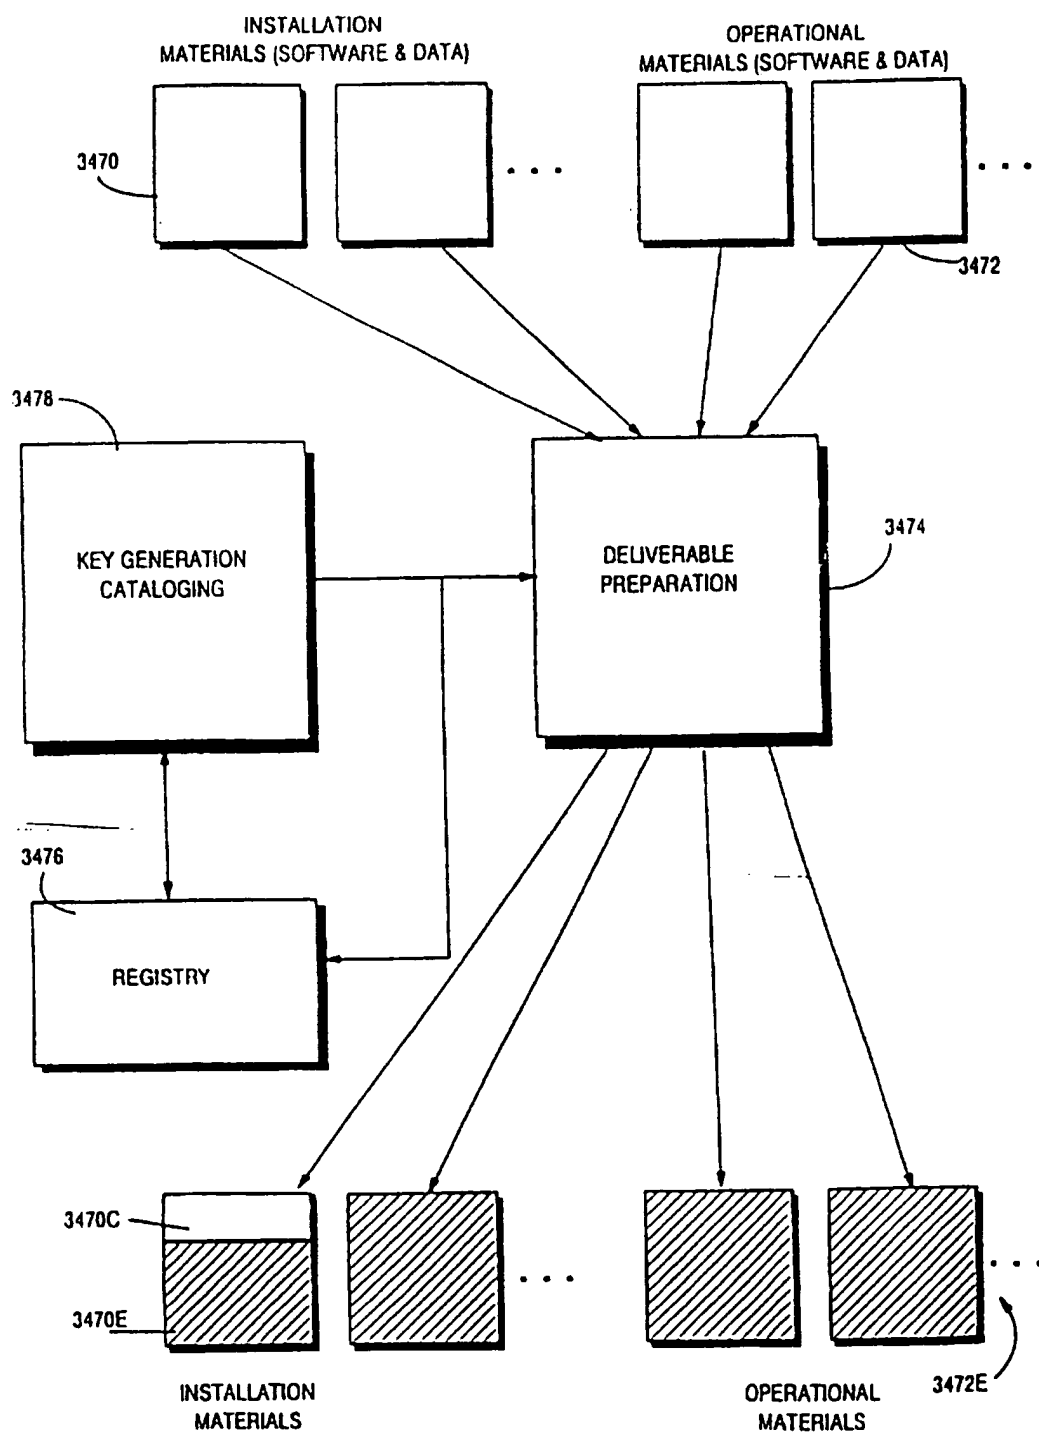 INSTALLATION
MATERIALS (SOFTWARE & DATA)
OPERATIONAL
MATERIALS (SOFTWARE & DATA)
3470
3472
3478
KEY GENERATION
CATALOGING
DELIVERABLE
PREPARATION
3474
3476
REGISTRY
3470C
3470E
3472E
INSTALLATION
MATERIALS
OPERATIONAL
MATERIALS